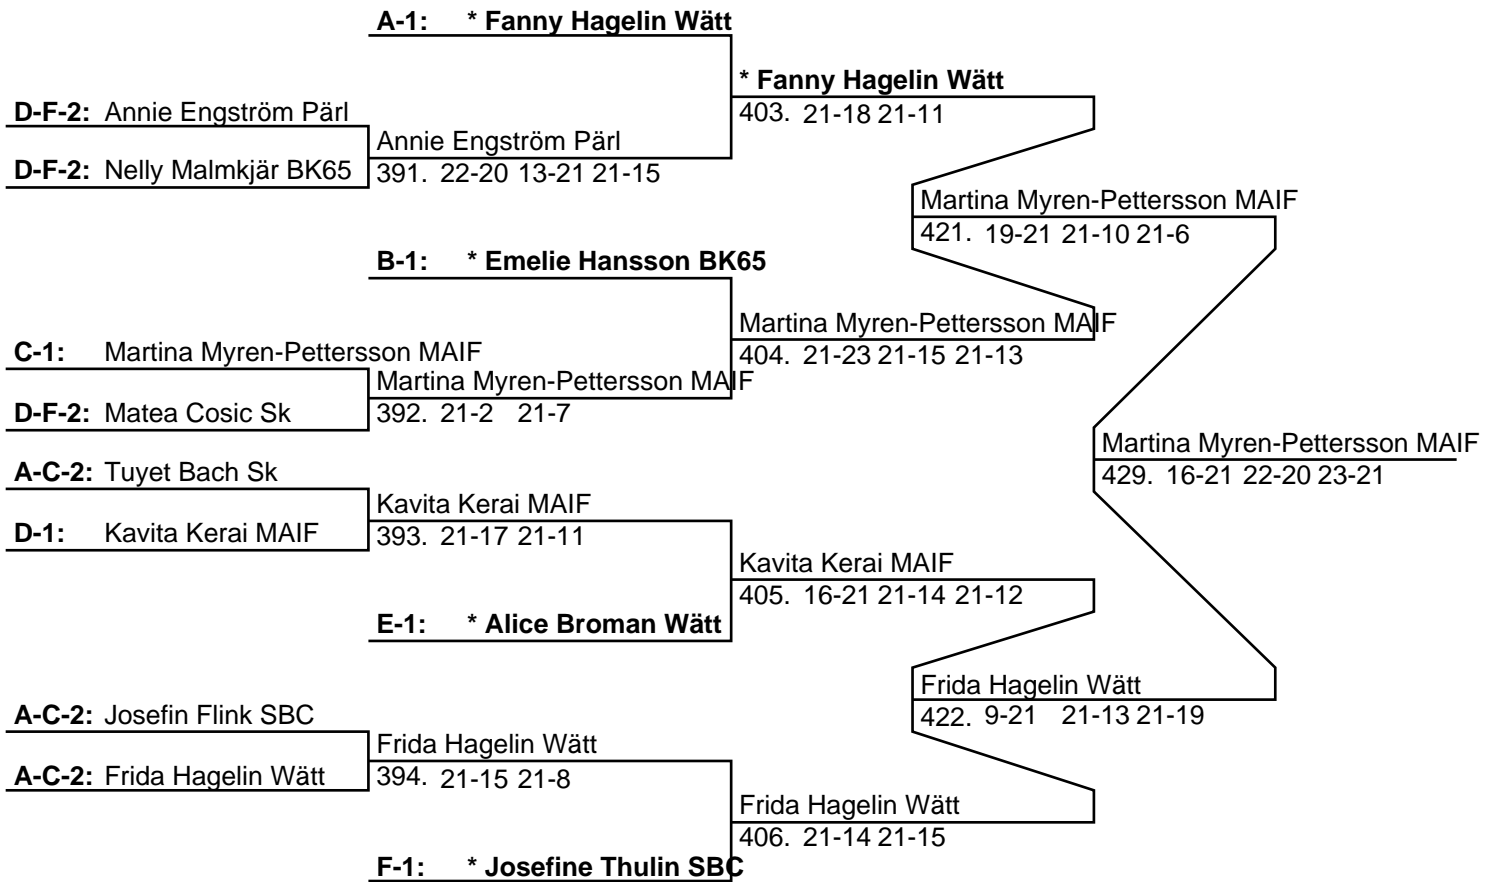 A-1: * Fanny Hagelin Wätt
* Fanny Hagelin Wätt
D-F-2: Annie Engström Pärl
403. 21-18 21-11
Annie Engström Pärl
D-F-2: Nelly Malmkjär BK65
391. 22-20 13-21 21-15
Martina Myren-Pettersson MAIF
421. 19-21 21-10 21-6
B-1: * Emelie Hansson BK65
Martina Myren-Pettersson MAIF
C-1: Martina Myren-Pettersson MAIF
404. 21-23 21-15 21-13
Martina Myren-Pettersson MAIF
D-F-2: Matea Cosic Sk
392. 21-2 21-7
Martina Myren-Pettersson MAIF
A-C-2: Tuyet Bach Sk
429. 16-21 22-20 23-21
Kavita Kerai MAIF
D-1: Kavita Kerai MAIF
393. 21-17 21-11
Kavita Kerai MAIF
405. 16-21 21-14 21-12
E-1: * Alice Broman Wätt
Frida Hagelin Wätt
A-C-2: Josefin Flink SBC
422. 9-21 21-13 21-19
Frida Hagelin Wätt
A-C-2: Frida Hagelin Wätt
394. 21-15 21-8
Frida Hagelin Wätt
406. 21-14 21-15
F-1: * Josefine Thulin SBC